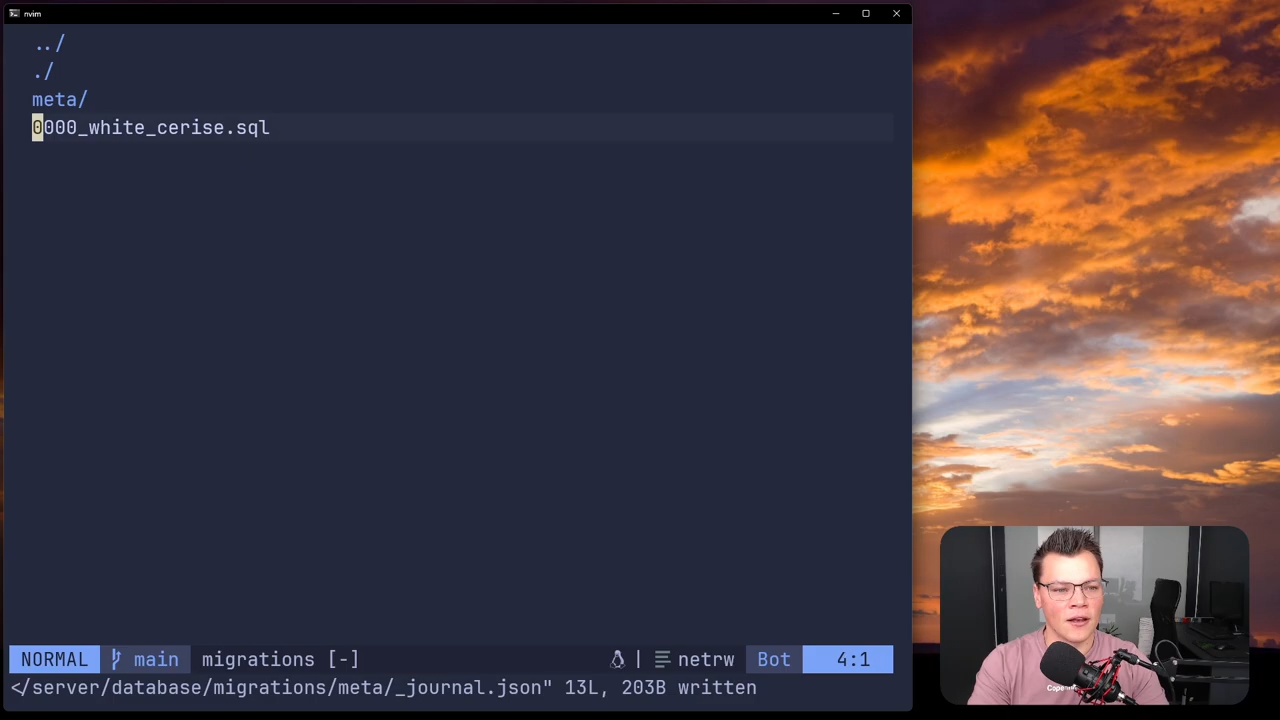 nvim
../
./
meta/
0000_white_cerise.sql
NORMAL main migrations [-] | netrw Bot 4:1
</server/database/migrations/meta/_journal.json" 13L, 203B written